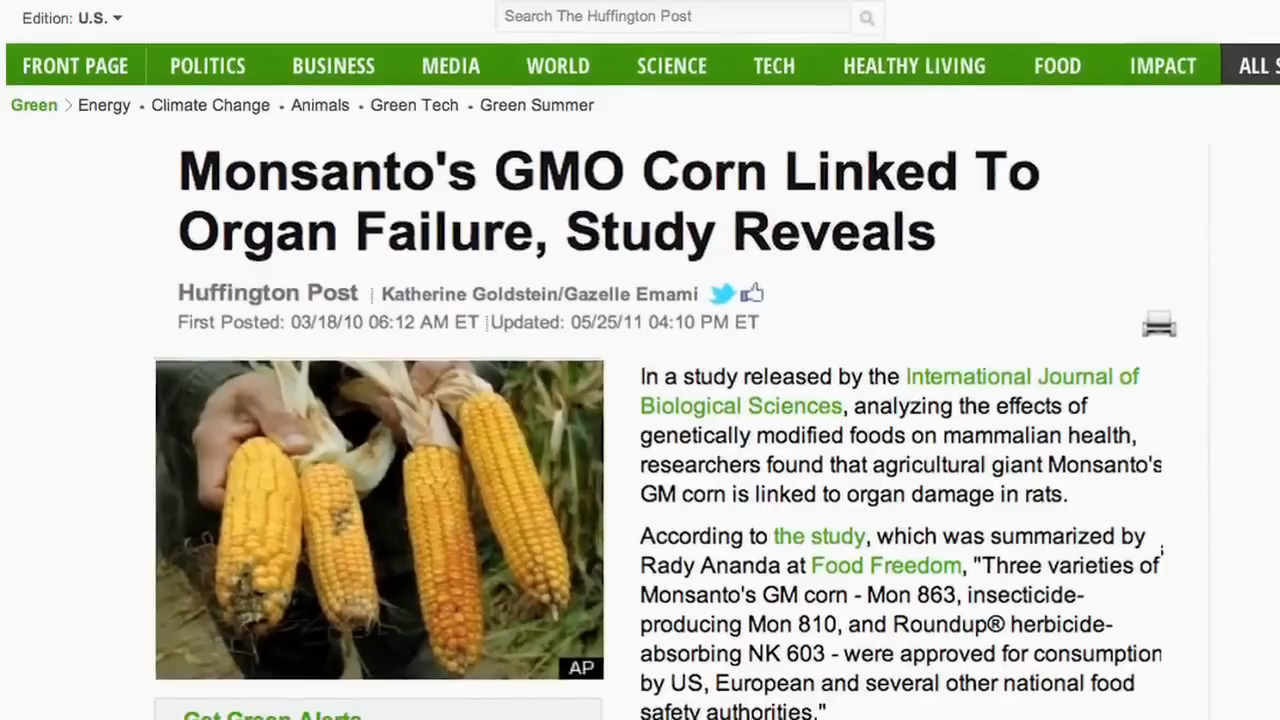 Edition: U.S.
Search The Huffington Post
FRONT PAGE POLITICS BUSINESS MEDIA WORLD SCIENCE TECH HEALTHY LIVING FOOD IMPACT ALL S
Green Energy • Climate Change • Animals • Green Tech • Green Summer
Monsanto's GMO Corn Linked To
Organ Failure, Study Reveals
Huffington Post | Katherine Goldstein/Gazelle Emami
First Posted: 03/18/10 06:12 AM ET | Updated: 05/25/11 04:10 PM ET
AP
In a study released by the International Journal of
Biological Sciences, analyzing the effects of
genetically modified foods on mammalian health,
researchers found that agricultural giant Monsanto's
GM corn is linked to organ damage in rats.
According to the study, which was summarized by
Rady Ananda at Food Freedom, "Three varieties of
Monsanto's GM corn - Mon 863, insecticide-
producing Mon 810, and Roundup® herbicide-
absorbing NK 603 - were approved for consumption
by US, European and several other national food
safety authorities."
Get Green Alerts